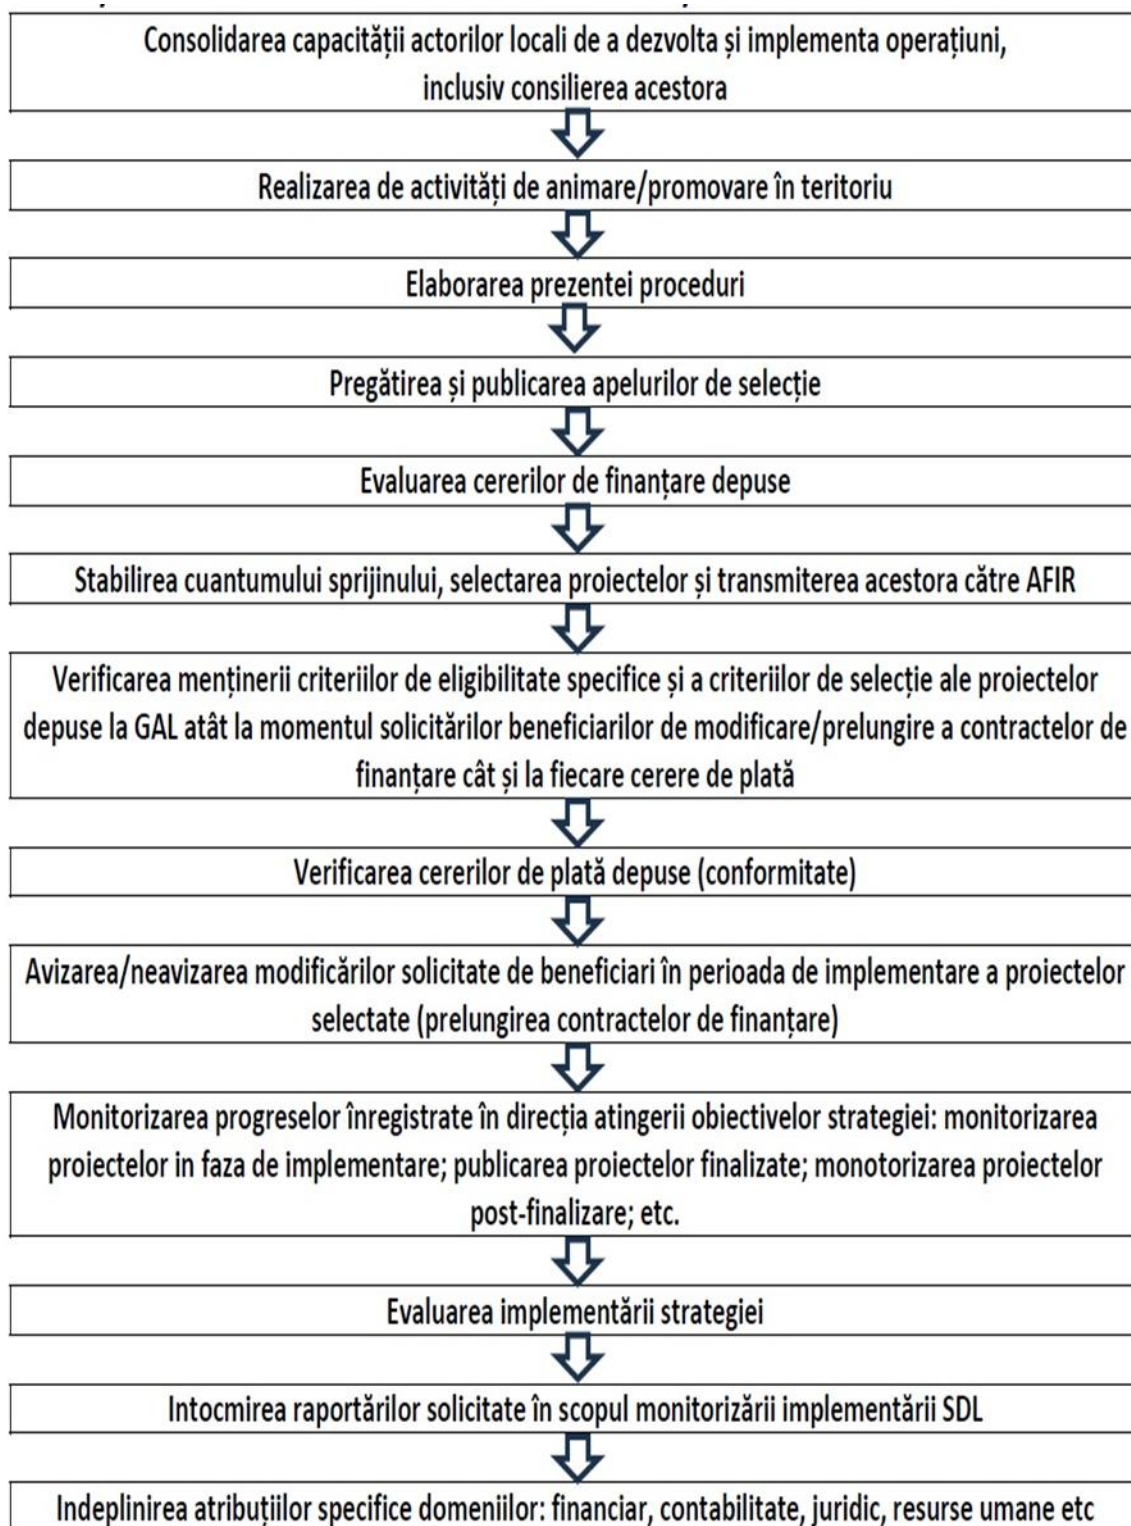 Consolidarea capacității actorilor locali de a dezvolta și implementa operațiuni,
inclusiv consilierea acestora
Realizarea de activități de animare/promovare în teritoriu
Elaborarea prezentei proceduri
Pregătirea și publicarea apelurilor de selecție
Evaluarea cererilor de finanțare depuse
Stabilirea cuantumului sprijinului, selectarea proiectelor și transmiterea acestora către AFIR
Verificarea menținerii criteriilor de eligibilitate specifice și a criteriilor de selecție ale proiectelor
depuse la GAL atât la momentul solicitărilor beneficiarilor de modificare/prelungire a contractelor de
finanțare cât și la fiecare cerere de plată
Verificarea cererilor de plată depuse (conformitate)
Avizarea/neavizarea modificărilor solicitate de beneficiari în perioada de implementare a proiectelor
selectate (prelungirea contractelor de finanțare)
Monitorizarea progreselor înregistrate în direcția atingerii obiectivelor strategiei: monitorizarea
proiectelor in faza de implementare; publicarea proiectelor finalizate; monotorizarea proiectelor
post-finalizare; etc.
Evaluarea implementării strategiei
Intocmirea raportărilor solicitate în scopul monitorizării implementării SDL
Indeplinirea atribuțiilor specifice domeniilor: financiar, contabilitate, juridic, resurse umane etc